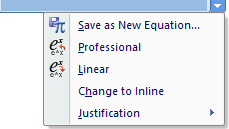 Save as New Equation...
Professional
Linear
Change to Inline
Justification